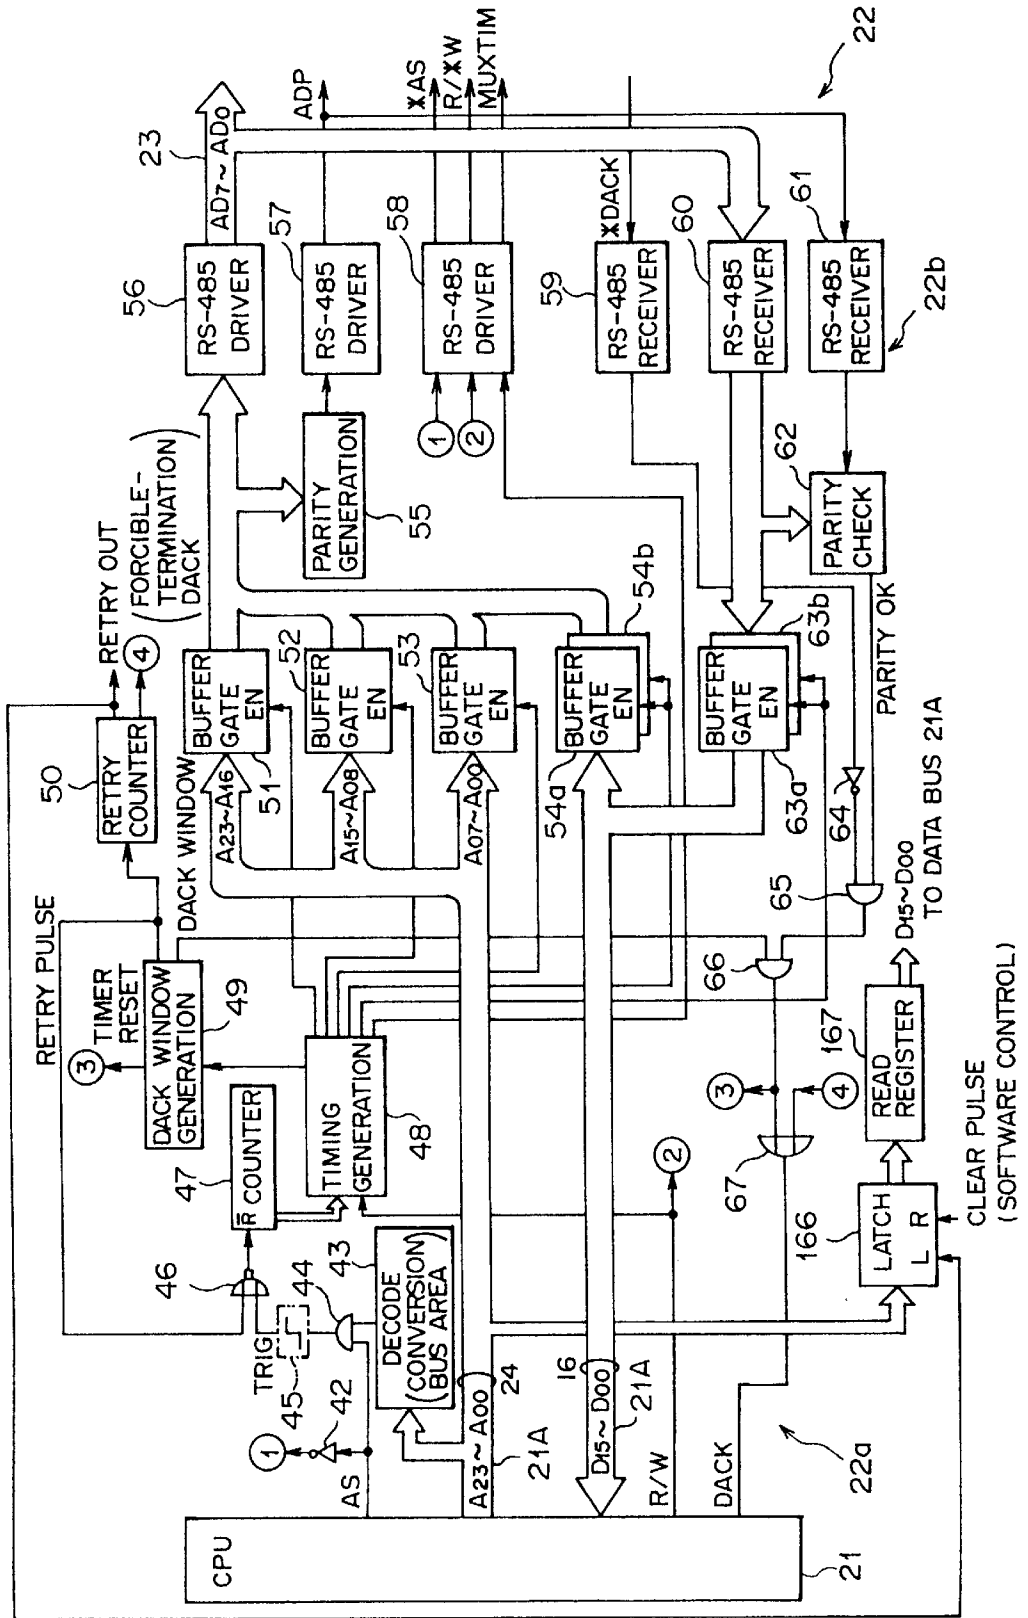 RETRY PULSE
50
RETRY
COUNTER
RETRY OUT
4
(FORCIBLE-
TERMINATION)
DACK
3
TIMER
RESET
DACK WINDOW
GENERATION
49
DACK WINDOW
47
R̅ COUNTER
46
TRIG
45
44
43
DECODE
(CONVERSION
BUS AREA)
1
42
AS
TIMING
GENERATION
48
A23~A16
BUFFER
GATE
EN
51
A15~A08
52
BUFFER
GATE
EN
A07~A00
53
BUFFER
GATE
EN
54a
BUFFER
GATE
54b
63a
BUFFER
GATE
EN
63b
PARITY
GENERATION
55
56
RS-485
DRIVER
23
AD7~AD0
57
RS-485
DRIVER
ADP
58
RS-485
DRIVER
1
2
*AS
R/*W
MUXTIM
59
RS-485
RECEIVER
*DACK
60
RS-485
RECEIVER
61
RS-485
RECEIVER
22b
22
62
PARITY
CHECK
PARITY OK
64
65
66
3
4
67
2
CPU
21
A23~A00
24
21A
D15~D00
16
21A
R/W
DACK
22a
166
LATCH
L R
CLEAR PULSE
(SOFTWARE CONTROL)
167
READ
REGISTER
D15~D00
TO DATA BUS 21A